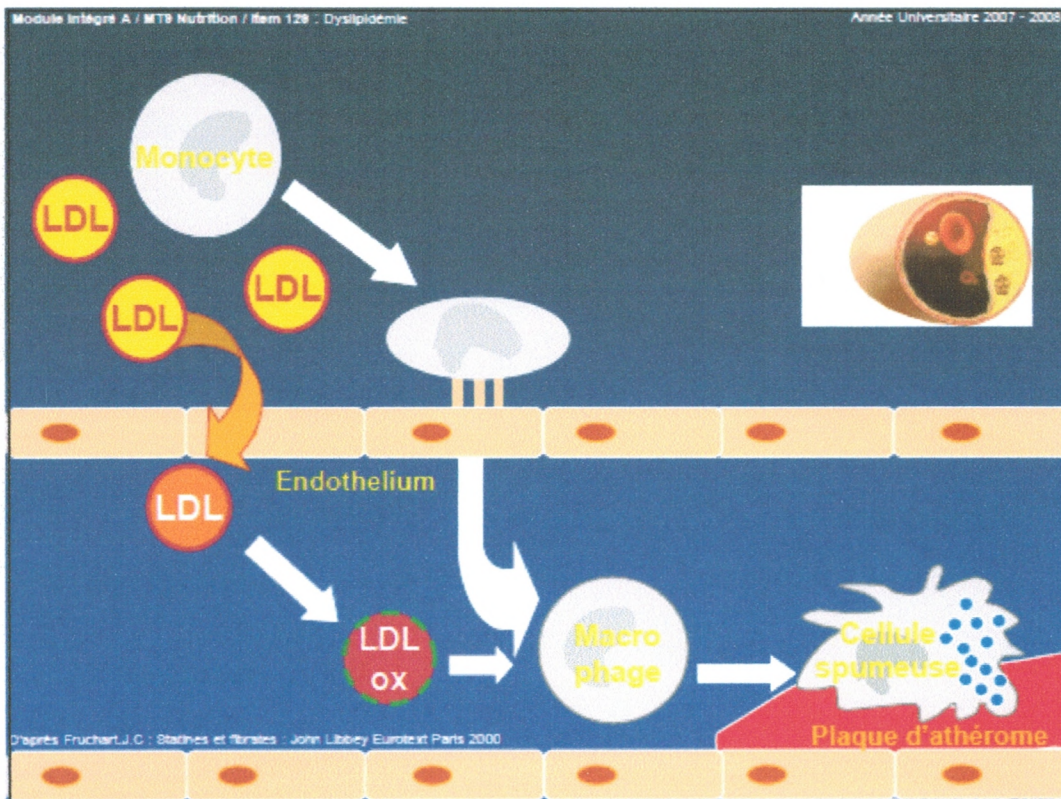 Module Intégré A / MT9 Nutrition / Item 129 : Dyslipidémie
Année Universitaire 2007 - 2008
Monocyte
LDL
LDL
LDL
Endothelium
LDL
LDL
ox
Macro
phage
Cellule
spumeuse
Plaque d'athérome
D'après Fruchart.J.C : Statines et fibrates : John Libbey Eurotext Paris 2000